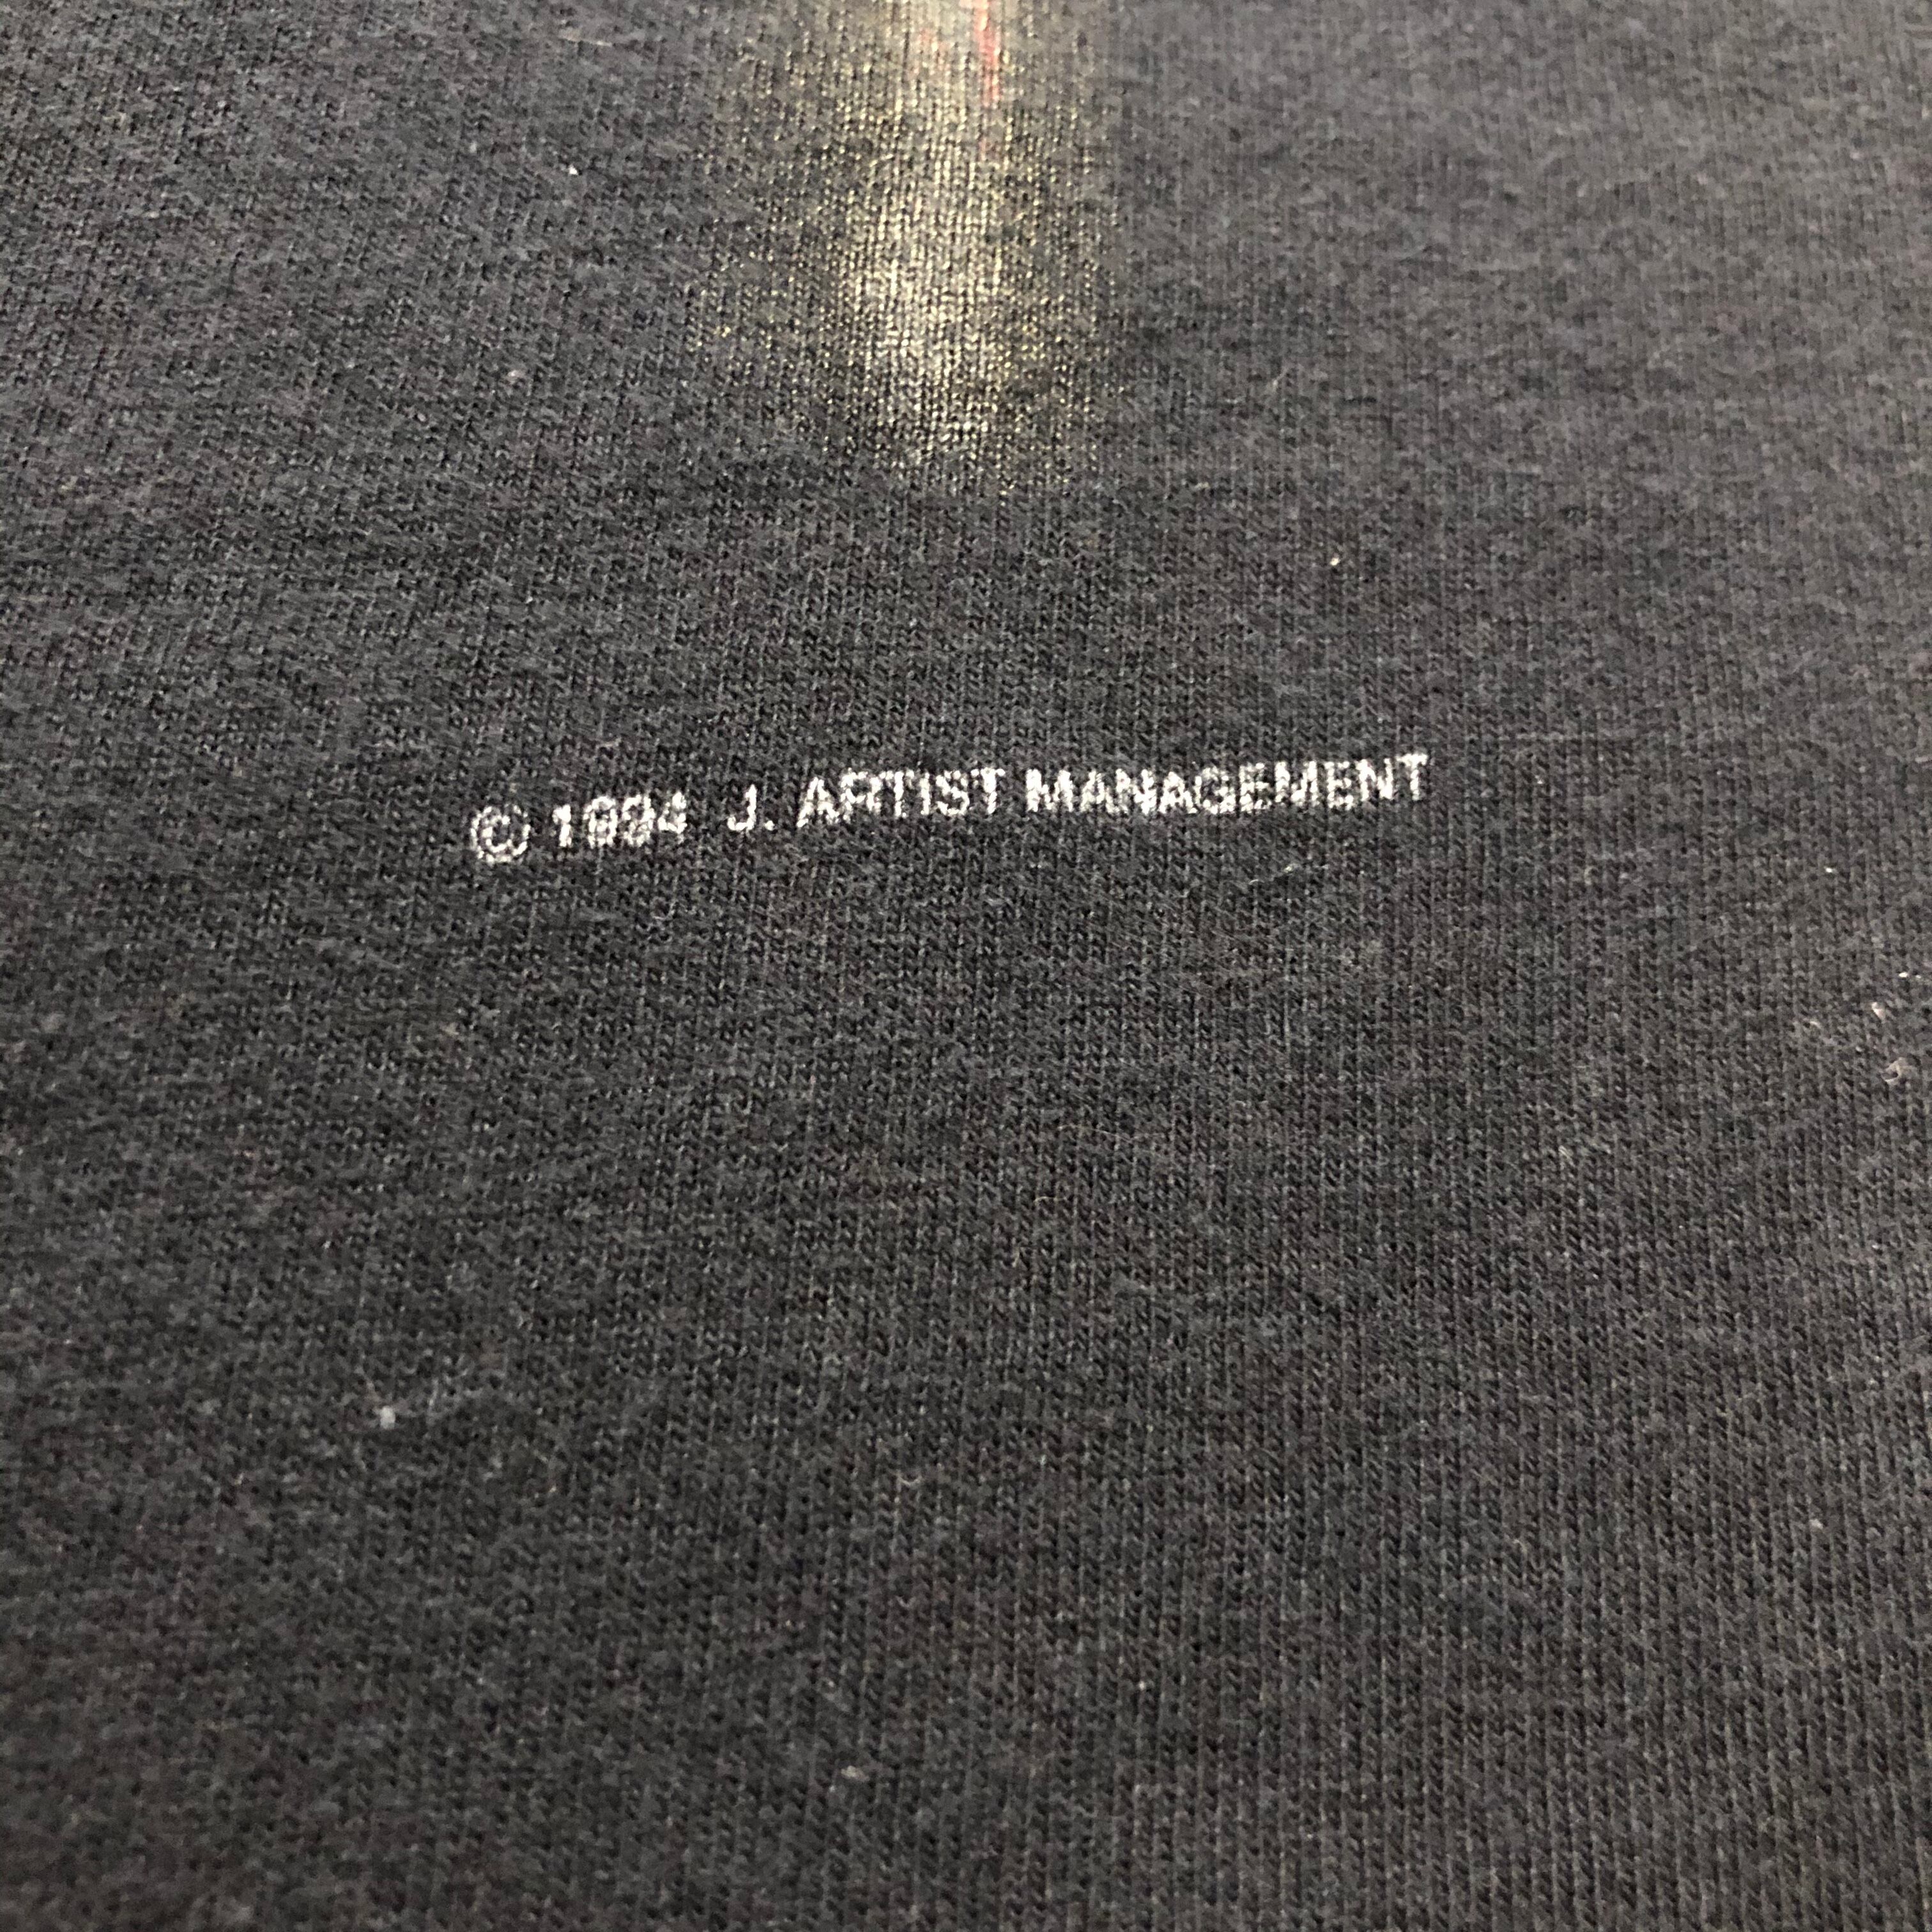 © 1994 J. ARTIST MANAGEMENT